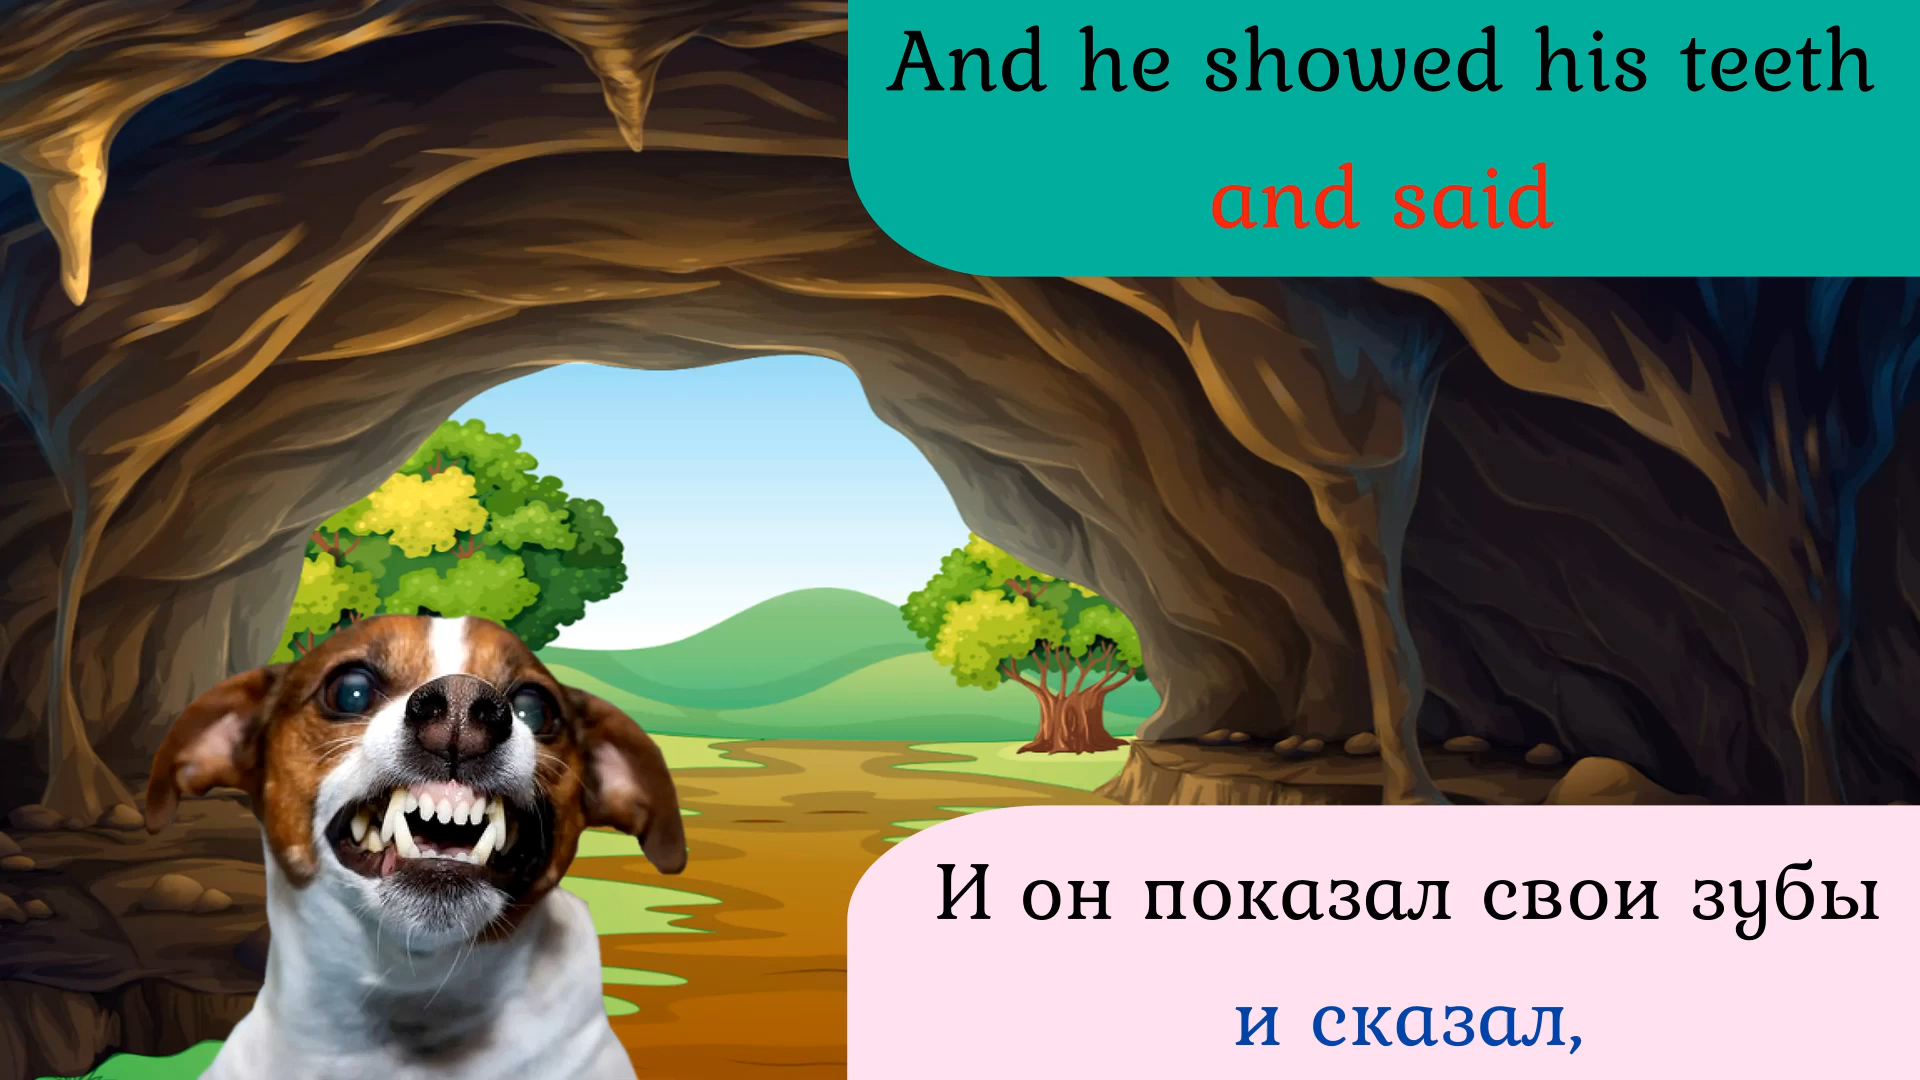 And he showed his teeth
and said
И он показал свои зубы
и сказал,